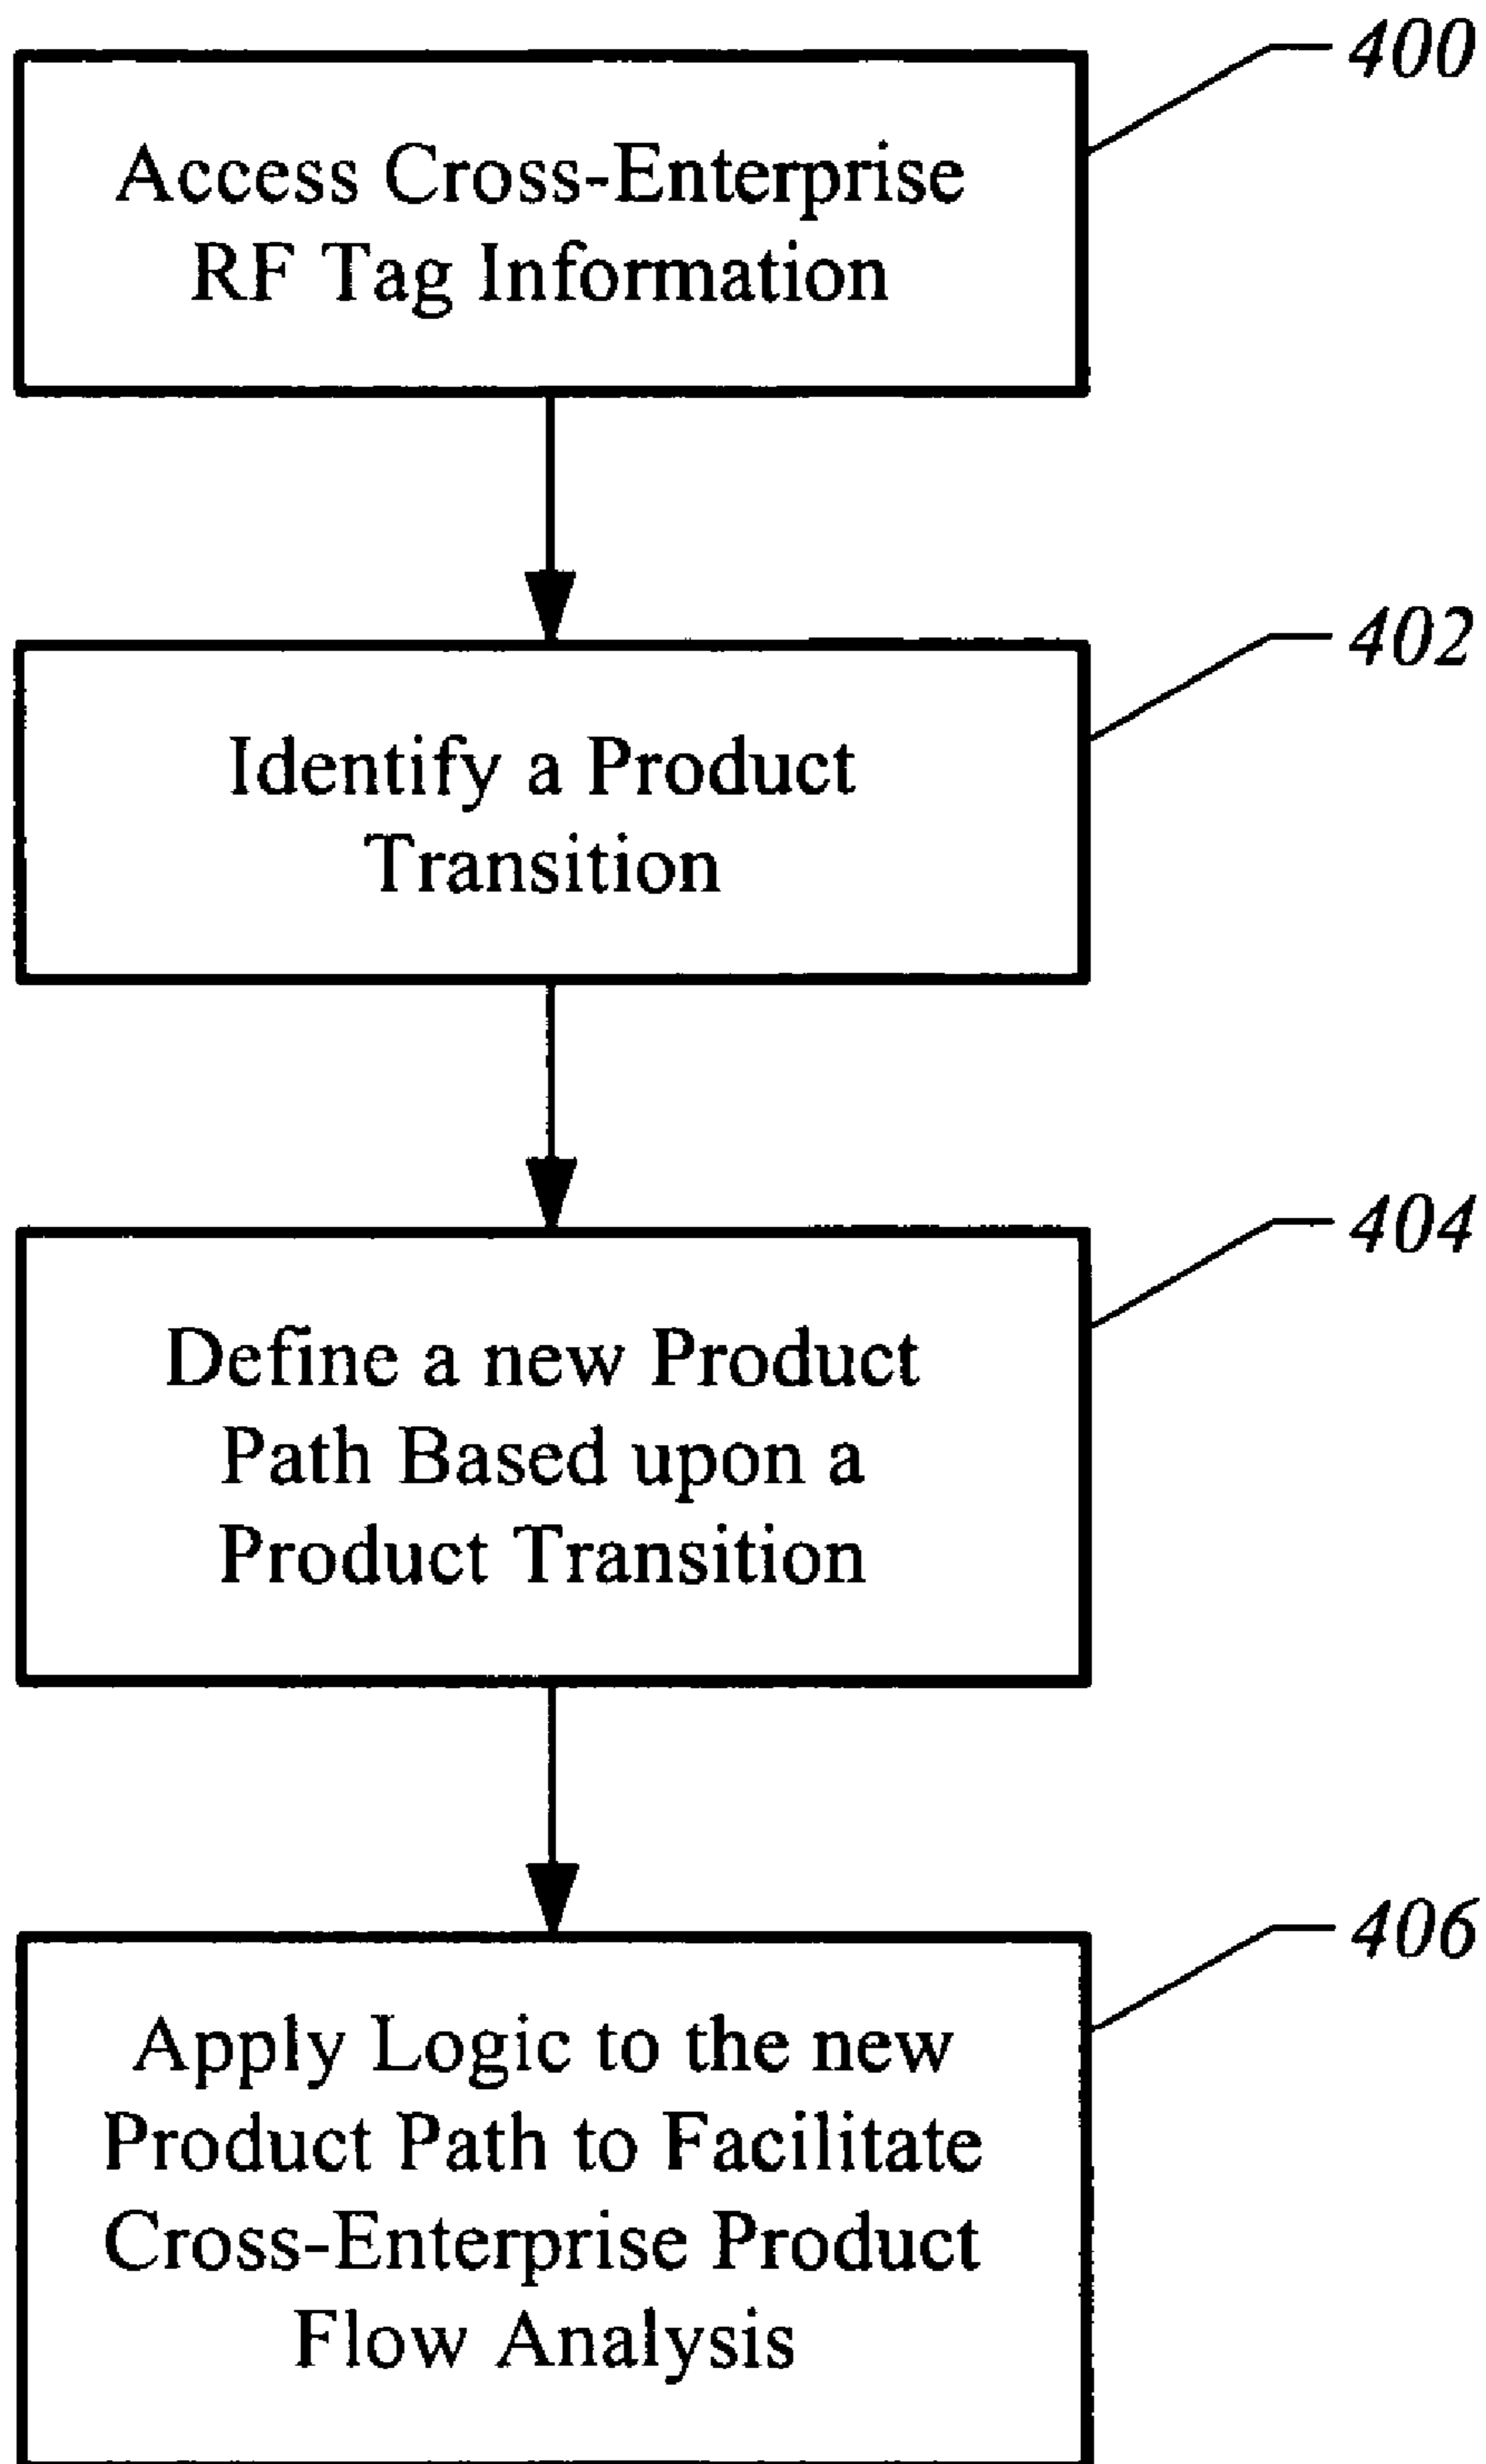 400
Access Cross-Enterprise
RF Tag Information
402
Identify a Product
Transition
404
Define a new Product
Path Based upon a
Product Transition
406
Apply Logic to the new
Product Path to Facilitate
Cross-Enterprise Product
Flow Analysis